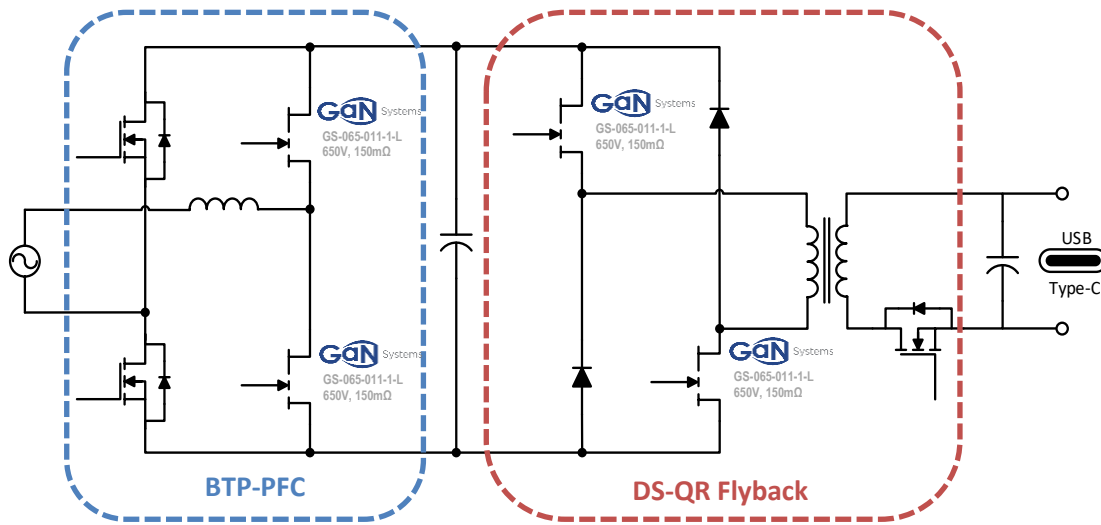 GaN Systems
GS-065-011-1-L
650V, 150mΩ
GaN Systems
GS-065-011-1-L
650V, 150mΩ
GaN Systems
GS-065-011-1-L
650V, 150mΩ
GaN Systems
GS-065-011-1-L
650V, 150mΩ
USB
Type-C
BTP-PFC
DS-QR Flyback